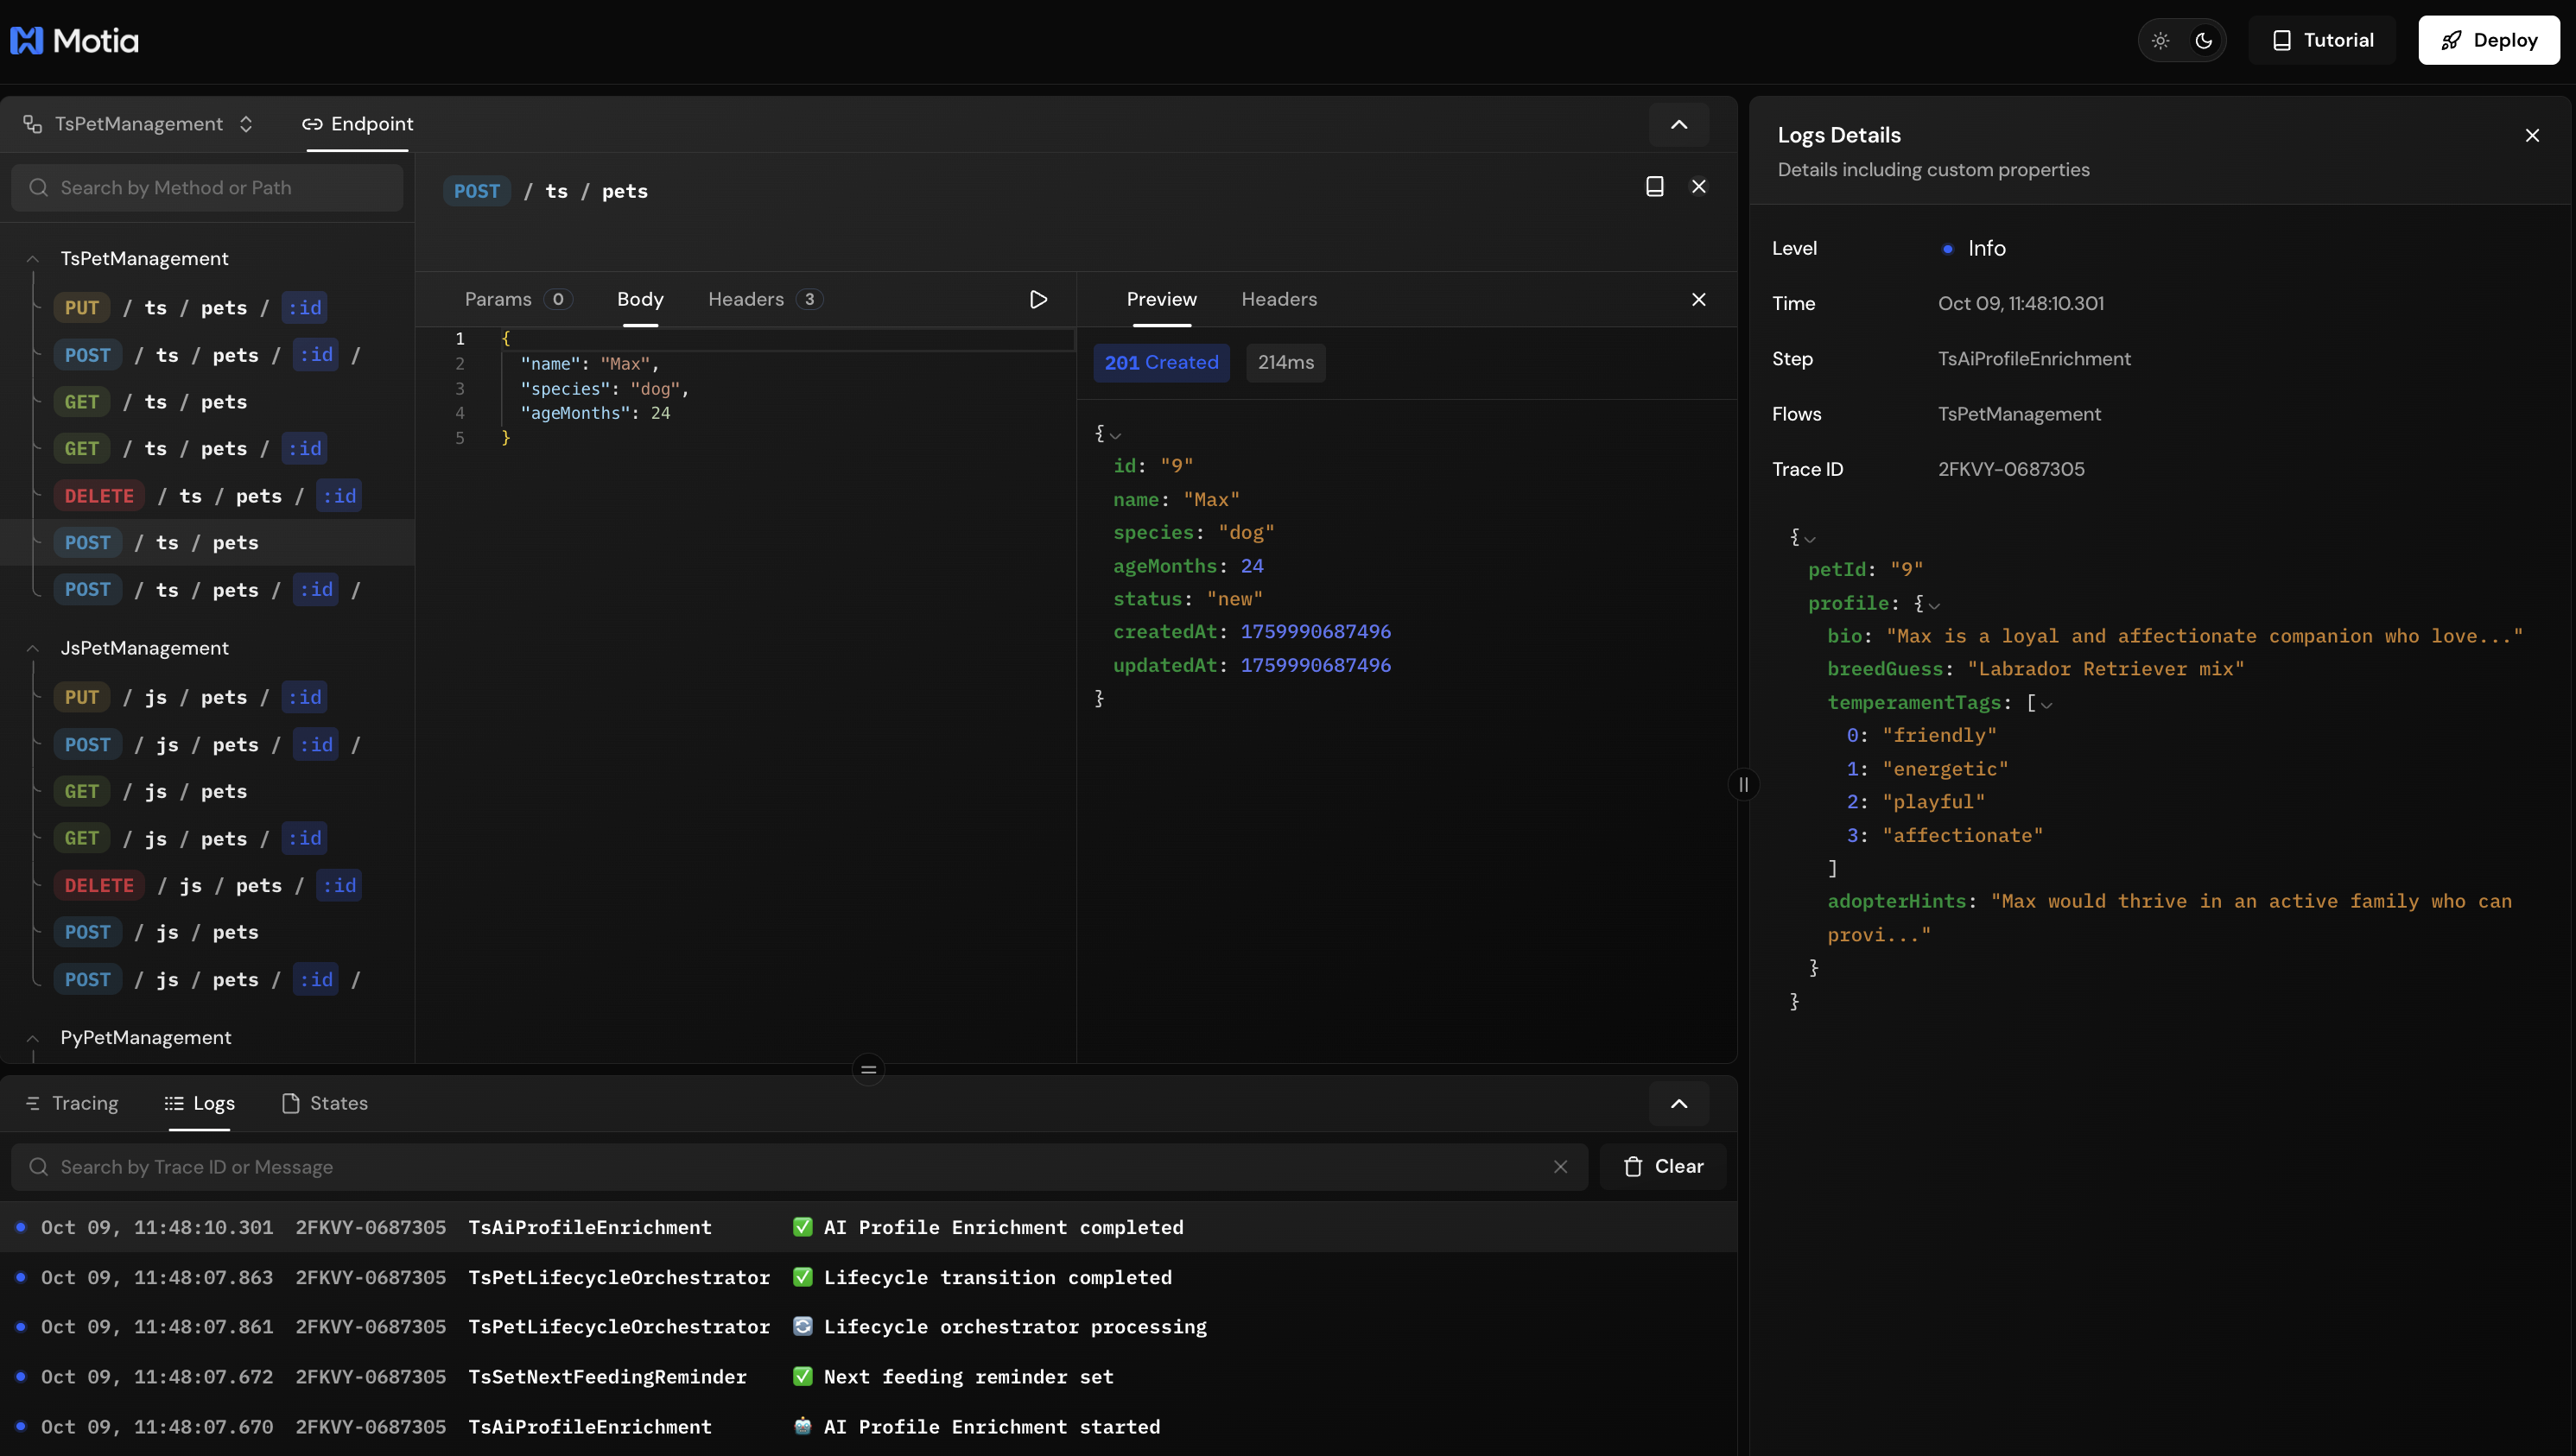 Motia
Tutorial
Deploy
TsPetManagement
Endpoint
Search by Method or Path
TsPetManagement
PUT / ts / pets / :id
POST / ts / pets / :id /
GET / ts / pets
GET / ts / pets / :id
DELETE / ts / pets / :id
POST / ts / pets
POST / ts / pets / :id /
JsPetManagement
PUT / js / pets / :id
POST / js / pets / :id /
GET / js / pets
GET / js / pets / :id
DELETE / js / pets / :id
POST / js / pets
POST / js / pets / :id /
PyPetManagement
POST / ts / pets
Params 0 Body Headers 3
1 {
2 "name": "Max",
3 "species": "dog",
4 "ageMonths": 24
5 }
Preview Headers
201 Created 214ms
{
id: "9"
name: "Max"
species: "dog"
ageMonths: 24
status: "new"
createdAt: 1759990687496
updatedAt: 1759990687496
}
Tracing Logs States
Search by Trace ID or Message
Clear
Oct 09, 11:48:10.301 2FKVY-0687305 TsAiProfileEnrichment ✅ AI Profile Enrichment completed
Oct 09, 11:48:07.863 2FKVY-0687305 TsPetLifecycleOrchestrator ✅ Lifecycle transition completed
Oct 09, 11:48:07.861 2FKVY-0687305 TsPetLifecycleOrchestrator 🔄 Lifecycle orchestrator processing
Oct 09, 11:48:07.672 2FKVY-0687305 TsSetNextFeedingReminder ✅ Next feeding reminder set
Oct 09, 11:48:07.670 2FKVY-0687305 TsAiProfileEnrichment 🤖 AI Profile Enrichment started
Logs Details
Details including custom properties
Level Info
Time Oct 09, 11:48:10.301
Step TsAiProfileEnrichment
Flows TsPetManagement
Trace ID 2FKVY-0687305
{
petId: "9"
profile: {
bio: "Max is a loyal and affectionate companion who love..."
breedGuess: "Labrador Retriever mix"
temperamentTags: [
0: "friendly"
1: "energetic"
2: "playful"
3: "affectionate"
]
adopterHints: "Max would thrive in an active family who can
provi..."
}
}